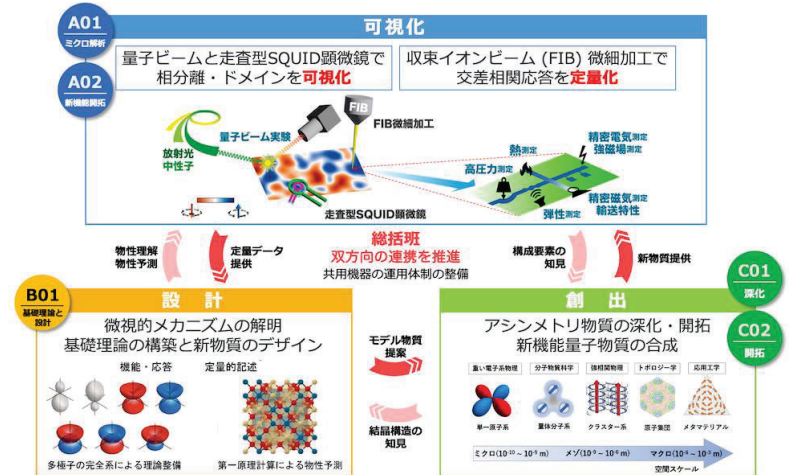 A01
ミクロ解析
A02
新機能開拓
可視化
量子ビームと走査型SQUID顕微鏡で
相分離・ドメインを可視化
収束イオンビーム (FIB) 微細加工で
交差相関応答を定量化
FIB
FIB微細加工
量子ビーム実験
放射光
中性子
走査型SQUID顕微鏡
熱測定
高圧力測定
弾性測定
精密電気測定
強磁場測定
精密磁気測定
輸送特性
物性理解
物性予測
定量データ
提供
総括班
双方向の連携を推進
共用機器の運用体制の整備
構成要素の
知見
新物質提供
B01
基礎理論と
設計
設 計
微視的メカニズムの解明
基礎理論の構築と新物質のデザイン
機能・応答
定量的記述
多極子の完全系による理論整備
第一原理計算による物性予測
モデル物質
提案
結晶構造の
知見
C01
深化
C02
開拓
創 出
アシンメトリ物質の深化・開拓
新機能量子物質の合成
重い電子系物理
分子物質科学
強相関物理
トポロジー学
応用工学
単一原子系
量体分子系
クラスター系
原子集団
メタマテリアル
ミクロ(10⁻¹⁰ ~ 10⁻⁹ m)
メゾ(10⁻⁹ ~ 10⁻⁶ m)
マクロ(10⁻⁶ ~ 10⁻³ m)
空間スケール